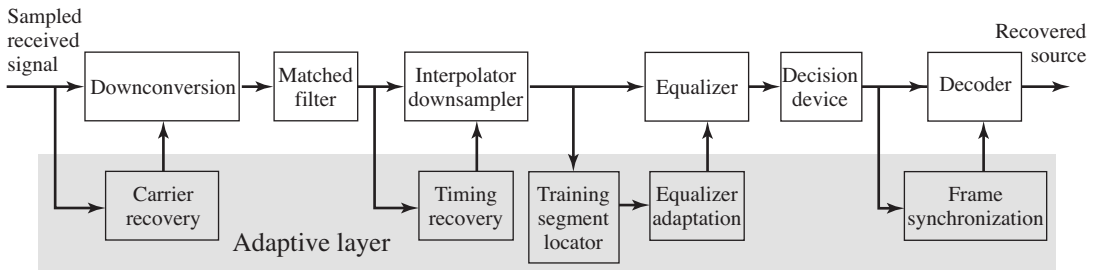 Sampled
received
signal
Downconversion
Matched
filter
Interpolator
downsampler
Equalizer
Decision
device
Decoder
Recovered
source
Carrier
recovery
Timing
recovery
Training
segment
locator
Equalizer
adaptation
Frame
synchronization
Adaptive layer